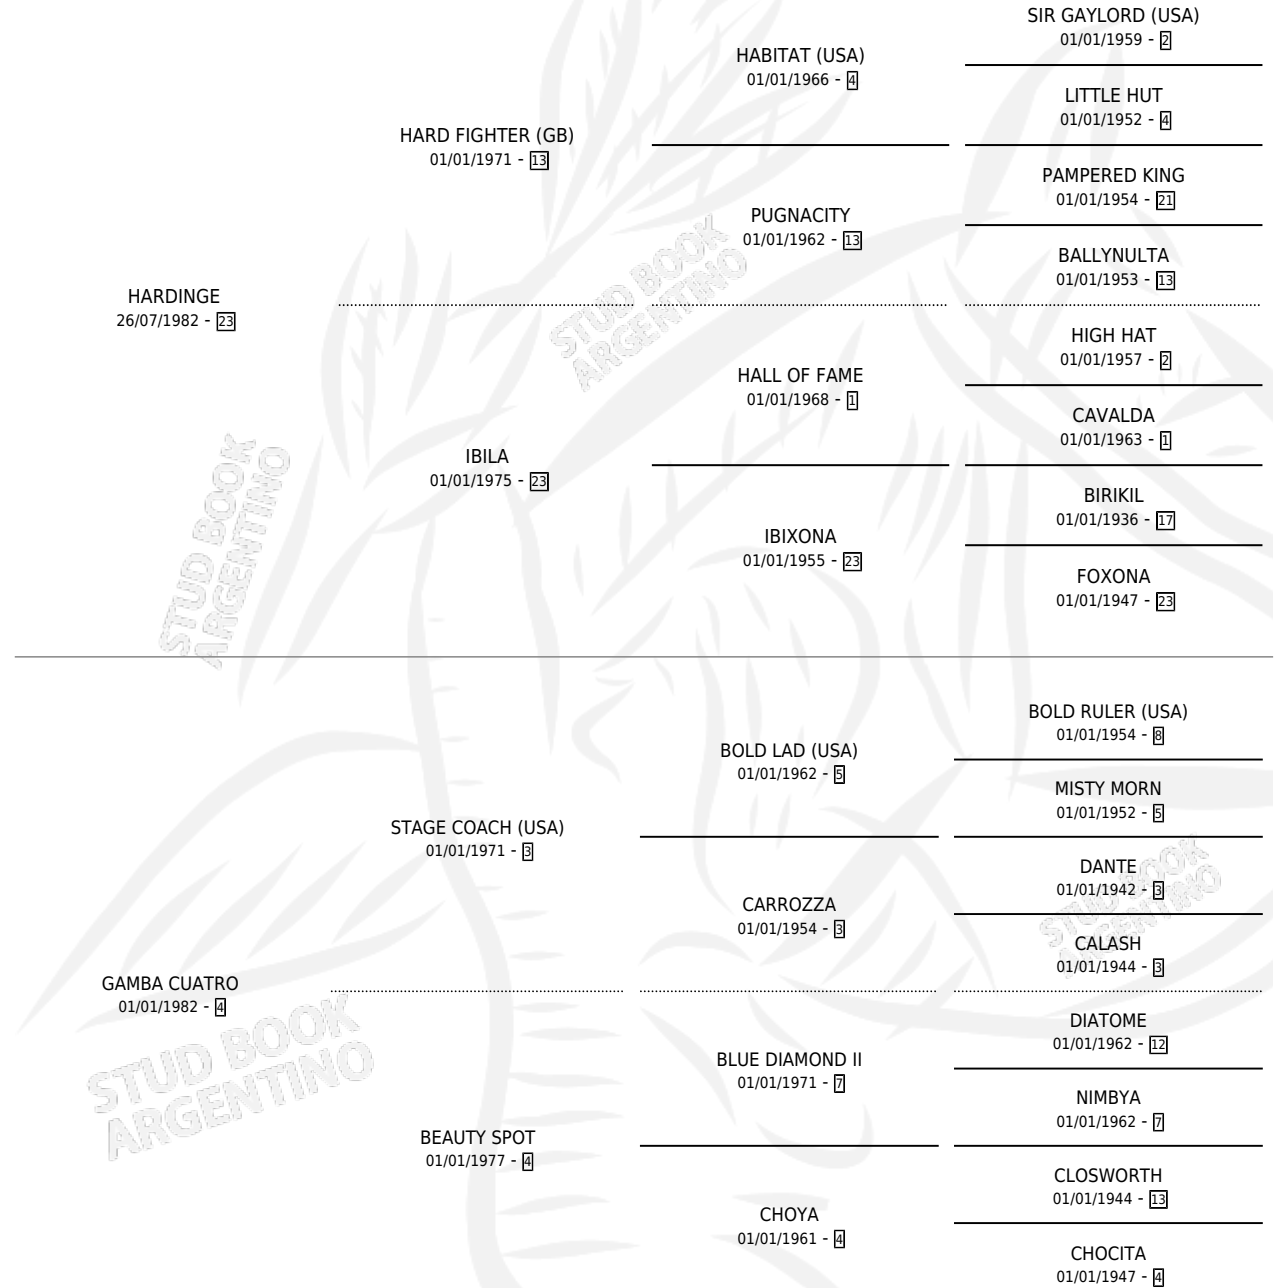 SIR GAYLORD (USA)
01/01/1959 - 2
HABITAT (USA)
01/01/1966 - 4
LITTLE HUT
01/01/1952 - 4
HARD FIGHTER (GB)
01/01/1971 - 13
PAMPERED KING
01/01/1954 - 21
PUGNACITY
01/01/1962 - 13
BALLYNULTA
01/01/1953 - 13
HARDINGE
26/07/1982 - 23
HIGH HAT
01/01/1957 - 2
HALL OF FAME
01/01/1968 - 1
CAVALDA
01/01/1963 - 1
IBILA
01/01/1975 - 23
BIRIKIL
01/01/1936 - 17
IBIXONA
01/01/1955 - 23
FOXONA
01/01/1947 - 23
STUD BOOK
ARGENTINO
STUD BOOK
ARGENTINO
BOLD RULER (USA)
01/01/1954 - 8
BOLD LAD (USA)
01/01/1962 - 5
MISTY MORN
01/01/1952 - 5
STAGE COACH (USA)
01/01/1971 - 3
DANTE
01/01/1942 - 3
CARROZZA
01/01/1954 - 3
CALASH
01/01/1944 - 3
GAMBA CUATRO
01/01/1982 - 4
DIATOME
01/01/1962 - 12
BLUE DIAMOND II
01/01/1971 - 7
NIMBYA
01/01/1962 - 7
BEAUTY SPOT
01/01/1977 - 4
CLOSWORTH
01/01/1944 - 13
CHOYA
01/01/1961 - 4
CHOCITA
01/01/1947 - 4
STUD BOOK
ARGENTINO
STUD BOOK
ARGENTINO